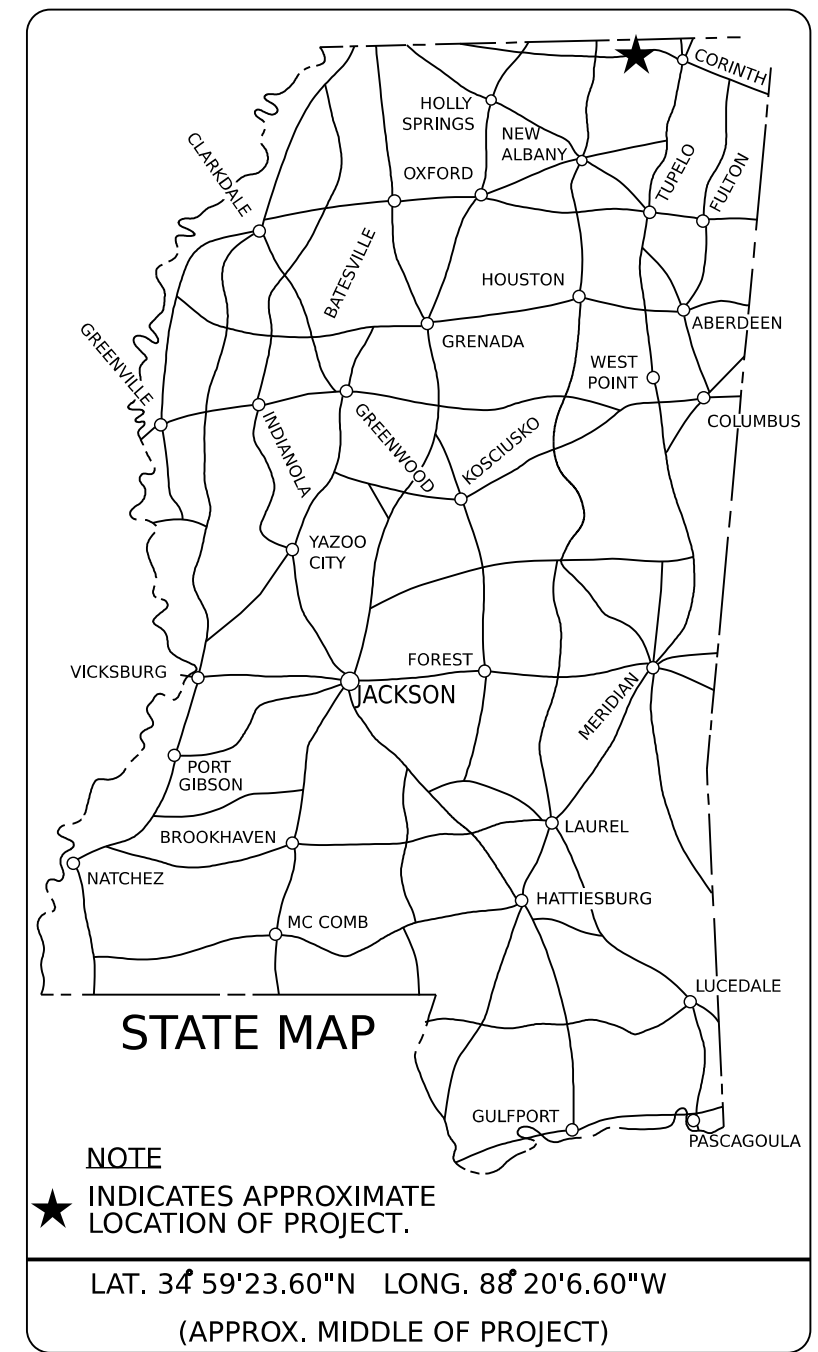 CORINTH
HOLLY
SPRINGS
NEW
ALBANY
CLARKDALE
OXFORD
TUPELO
FULTON
BATESVILLE
HOUSTON
ABERDEEN
GREENVILLE
GRENADA
WEST
POINT
COLUMBUS
INDIANOLA
GREENWOOD
KOSCIUSKO
YAZOO
CITY
VICKSBURG
FOREST
JACKSON
MERIDIAN
PORT
GIBSON
BROOKHAVEN
LAUREL
NATCHEZ
HATTIESBURG
MC COMB
LUCEDALE
STATE MAP
GULFPORT
PASCAGOULA
NOTE
INDICATES APPROXIMATE
LOCATION OF PROJECT.
LAT. 34° 59'23.60"N LONG. 88° 20'6.60"W
(APPROX. MIDDLE OF PROJECT)